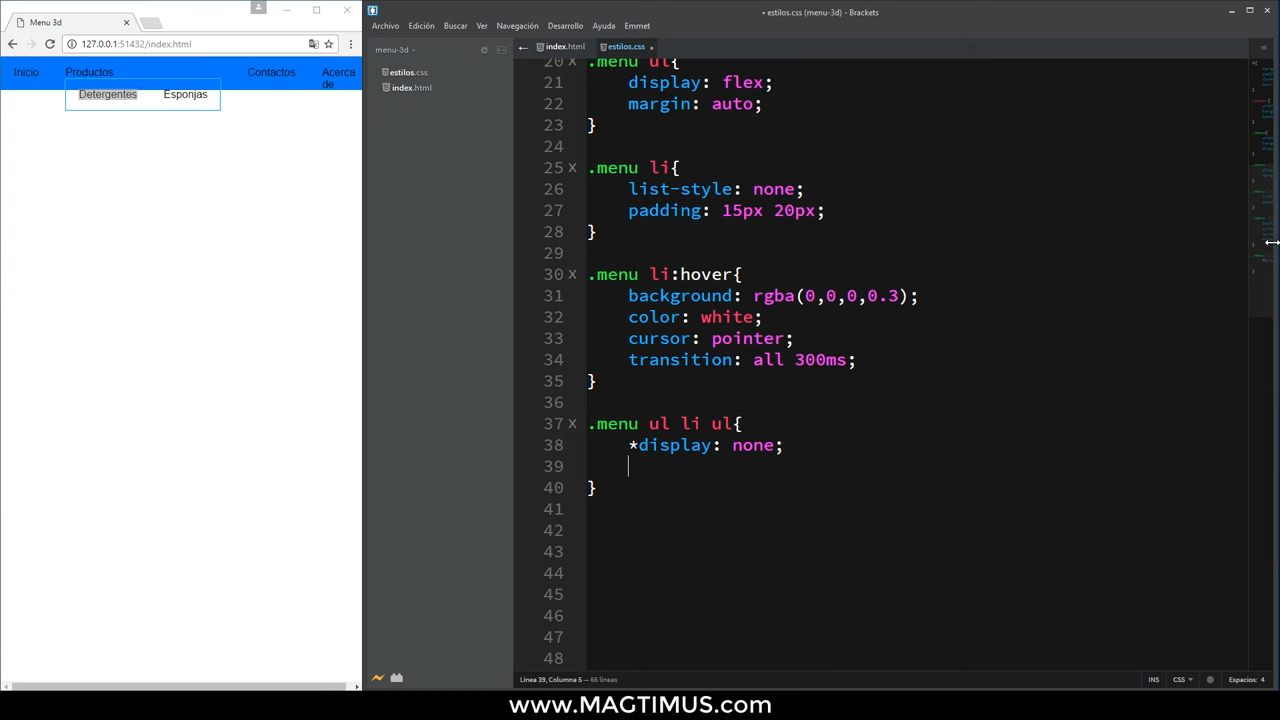 Menu 3d
127.0.0.1:51432/index.html
Inicio
Productos
Contactos
Acerca de
Detergentes
Esponjas
• estilos.css (menu-3d) - Brackets
Archivo Edición Buscar Ver Navegación Desarrollo Ayuda Emmet
menu-3d
index.html
estilos.css •
estilos.css
index.html
20 .menu ul{
21 display: flex;
22 margin: auto;
23 }
24
25 .menu li{
26 list-style: none;
27 padding: 15px 20px;
28 }
29
30 .menu li:hover{
31 background: rgba(0,0,0,0.3);
32 color: white;
33 cursor: pointer;
34 transition: all 300ms;
35 }
36
37 .menu ul li ul{
38 *display: none;
39
40 }
41
42
43
44
45
46
47
48
Línea 39, Columna 5 — 66 líneas
INS
CSS
Espacios: 4
www.MAGTIMUS.com